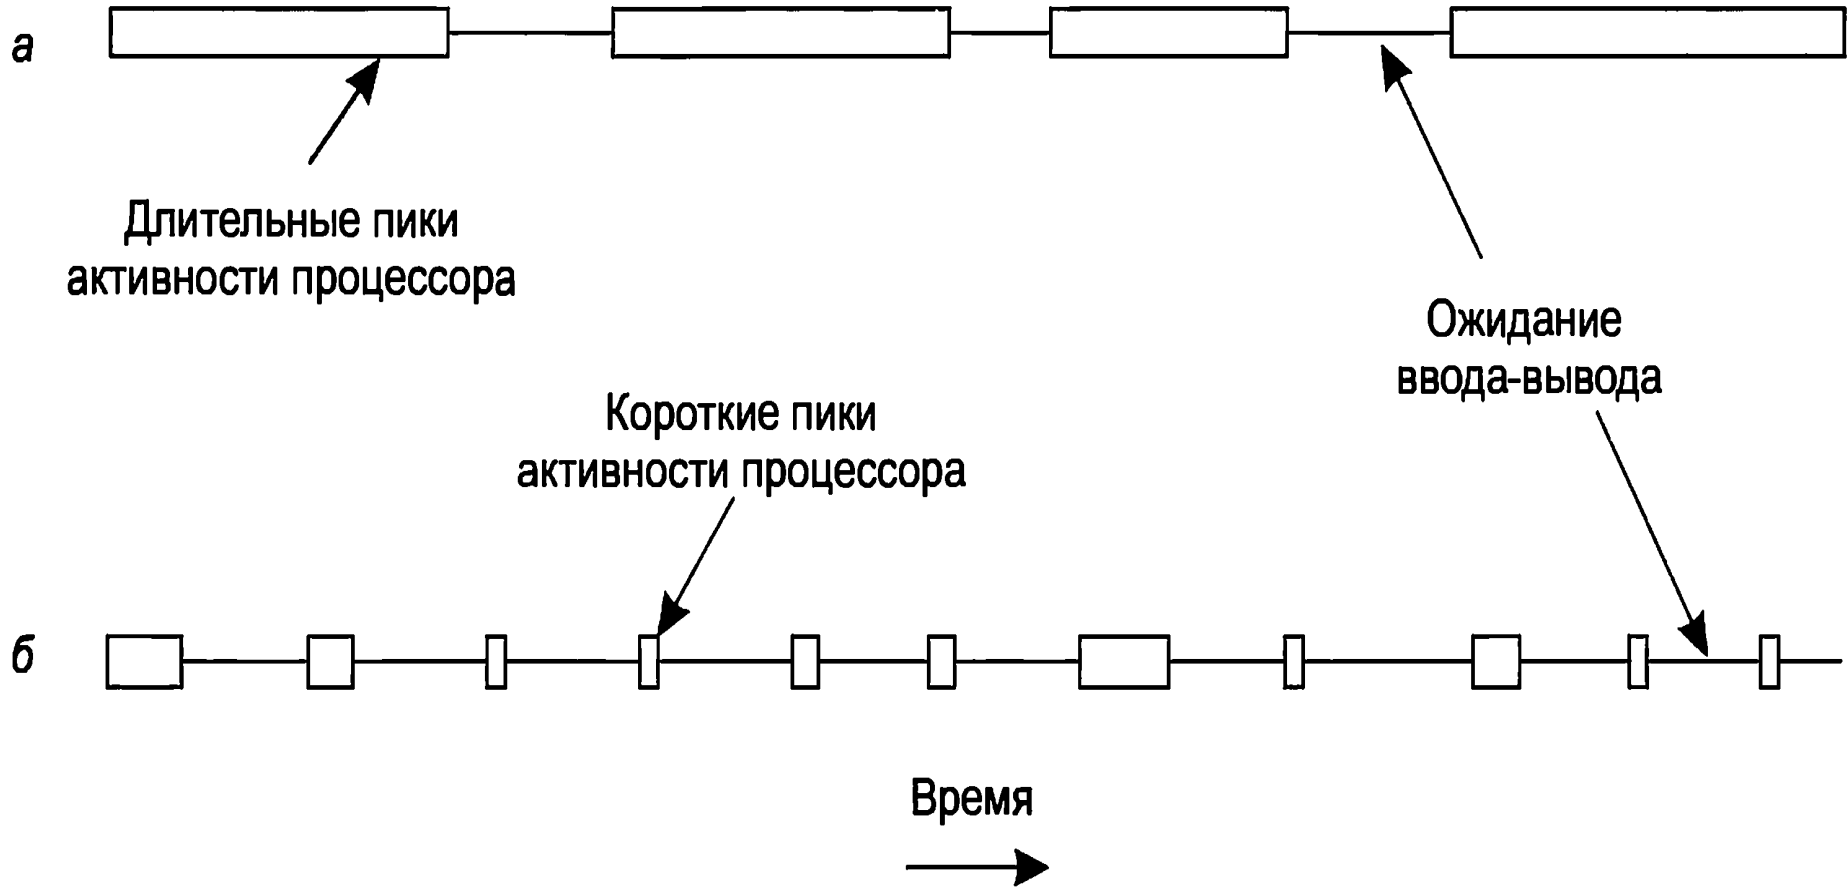 а
Длительные пики
активности процессора
Ожидание
ввода-вывода
Короткие пики
активности процессора
б
Время